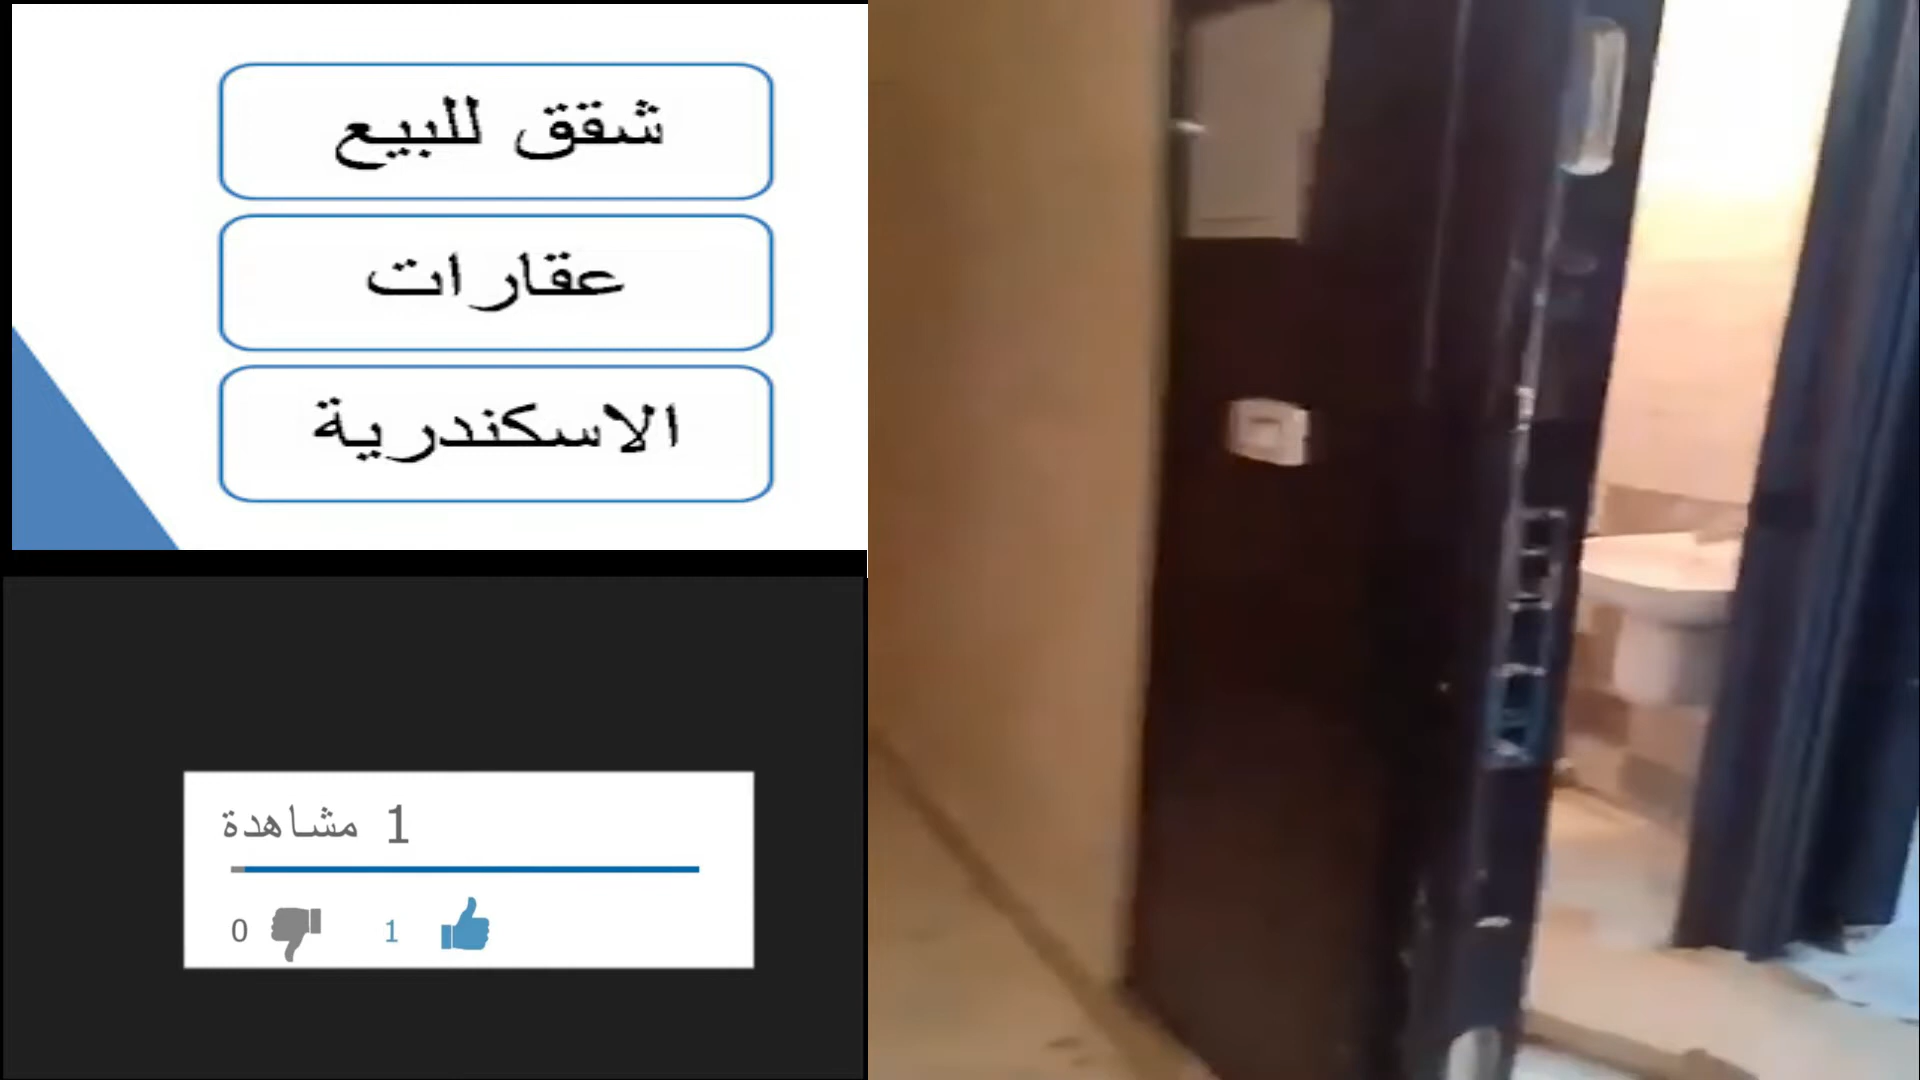 شقق للبيع
عقارات
الاسكندرية
1 مشاهدة
0 1